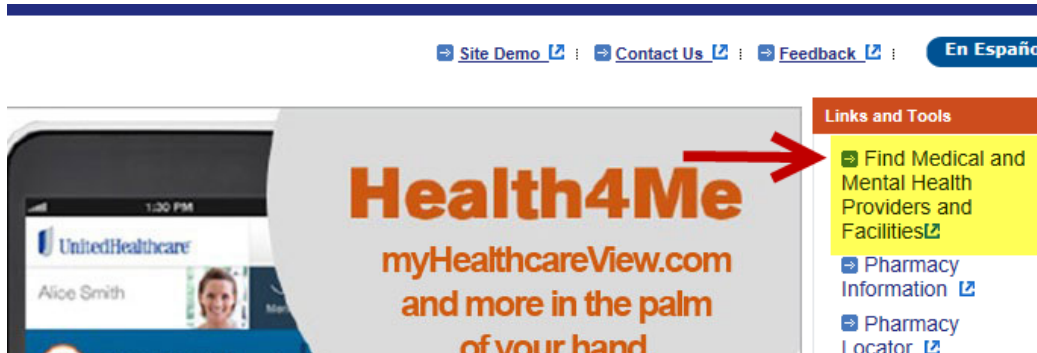 Site Demo
Contact Us
Feedback
En Españo
Links and Tools
Find Medical and
Mental Health
Providers and
Facilities
Pharmacy
Information
Pharmacy
Locator
Health4Me
myHealthcareView.com
and more in the palm
of your hand
1:30 PM
UnitedHealthcare
Alice Smith